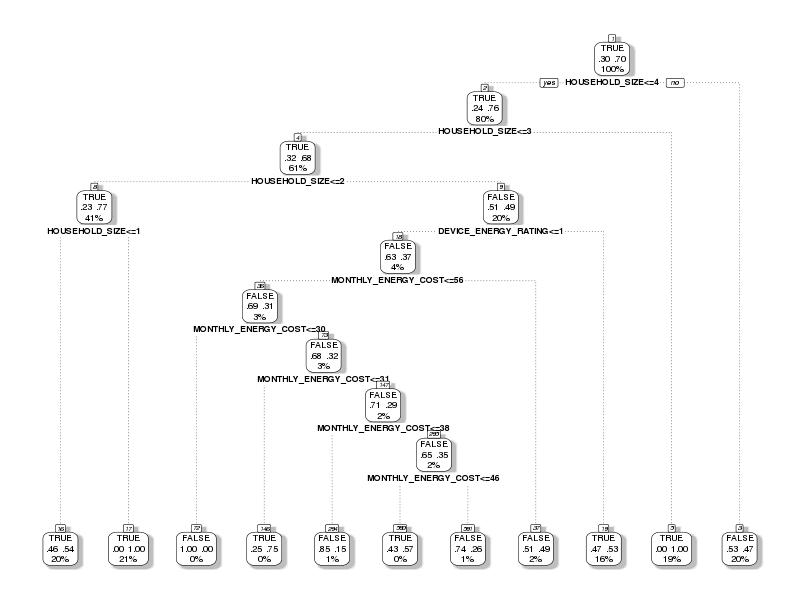 1
TRUE
.30 .70
100%
yes HOUSEHOLD_SIZE<=4 no
2
TRUE
.24 .76
80%
HOUSEHOLD_SIZE<=3
4
TRUE
.32 .68
61%
HOUSEHOLD_SIZE<=2
8
TRUE
.23 .77
41%
HOUSEHOLD_SIZE<=1
9
FALSE
.51 .49
20%
DEVICE_ENERGY_RATING<=1
18
FALSE
.63 .37
4%
MONTHLY_ENERGY_COST<=56
36
FALSE
.69 .31
3%
MONTHLY_ENERGY_COST<=30
73
FALSE
.68 .32
3%
MONTHLY_ENERGY_COST<=31
147
FALSE
.71 .29
2%
MONTHLY_ENERGY_COST<=38
FALSE
.65 .35
2%
MONTHLY_ENERGY_COST<=46
16
TRUE
.46 .54
20%
17
TRUE
.00 1.00
21%
72
FALSE
1.00 .00
0%
146
TRUE
.25 .75
0%
294
FALSE
.85 .15
1%
TRUE
.43 .57
0%
FALSE
.74 .26
1%
37
FALSE
.51 .49
2%
19
TRUE
.47 .53
16%
5
TRUE
.00 1.00
19%
3
FALSE
.53 .47
20%